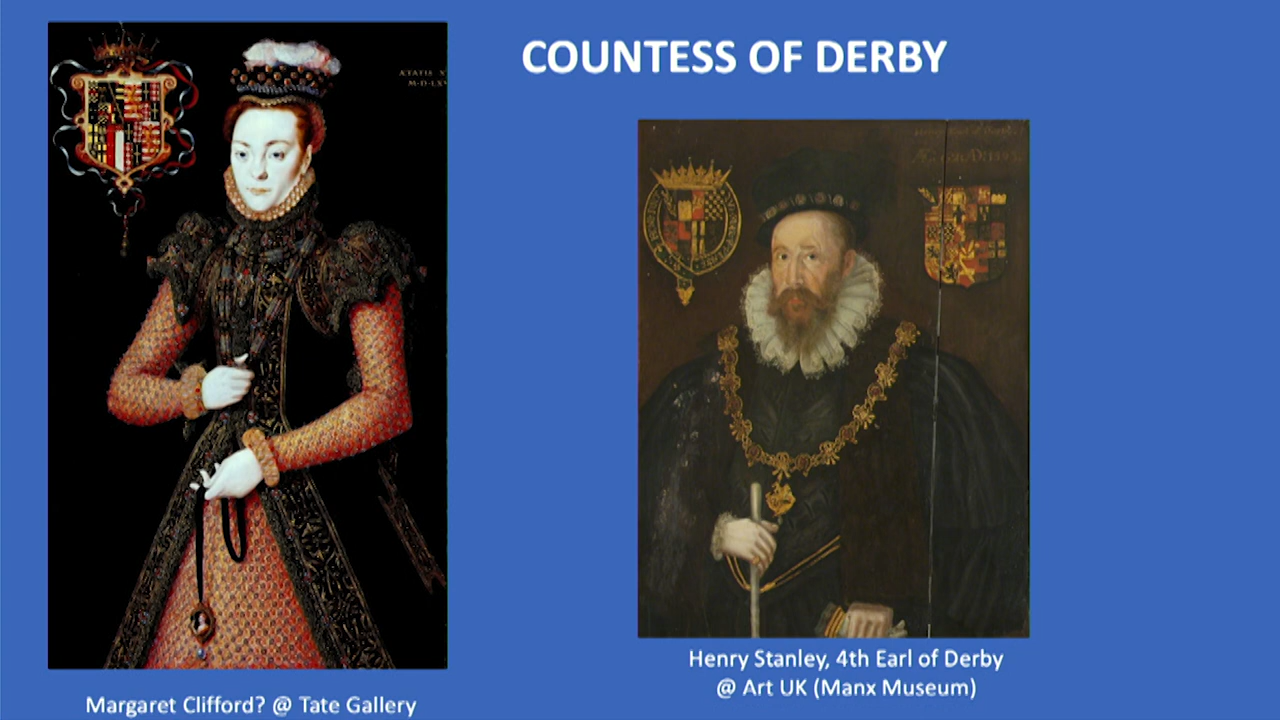 COUNTESS OF DERBY
Margaret Clifford? @ Tate Gallery
Henry Stanley, 4th Earl of Derby
@ Art UK (Manx Museum)